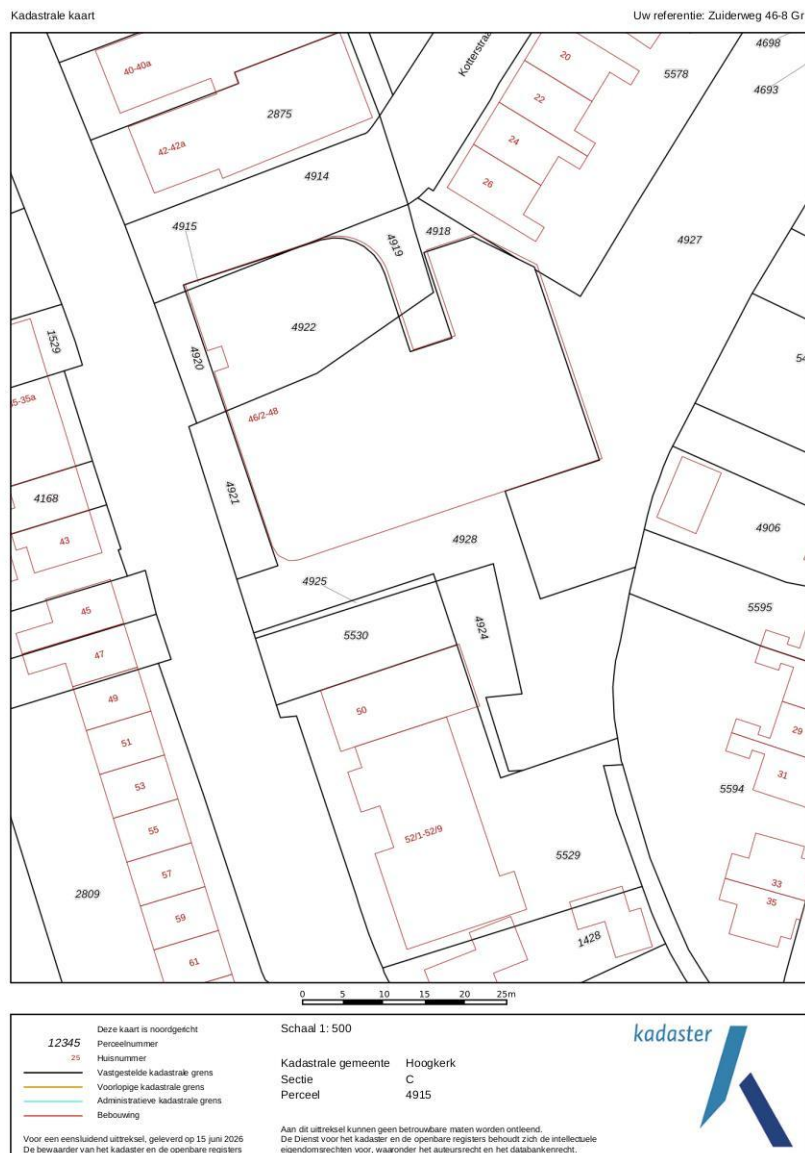 Kadastrale kaart
Uw referentie: Zuiderweg 46-8 Gr
Kotterstraa
4698
20
40-40a
5578
4693
22
2875
24
42-42a
4914
26
4915
4918
4919
4927
4922
1529
4920
5-35a
46/2-48
4921
4168
4906
43
4928
4925
45
5595
4924
5530
47
49
50
29
51
31
53
5594
55
52/1-52/9
5529
57
33
2809
35
59
1428
61
0 5 10 15 20 25m
Deze kaart is noordgericht
12345 Perceelnummer
25 Huisnummer
Vastgestelde kadastrale grens
Voorlopige kadastrale grens
Administratieve kadastrale grens
Bebouwing
Voor een eensluidend uittreksel, geleverd op 15 juni 2026
De bewaarder van het kadaster en de openbare registers
Schaal 1: 500
Kadastrale gemeente Hoogkerk
Sectie C
Perceel 4915
Aan dit uittreksel kunnen geen betrouwbare maten worden ontleend.
De Dienst voor het kadaster en de openbare registers behoudt zich de intellectuele
eigendomsrechten voor, waaronder het auteursrecht en het databankenrecht.
kadaster